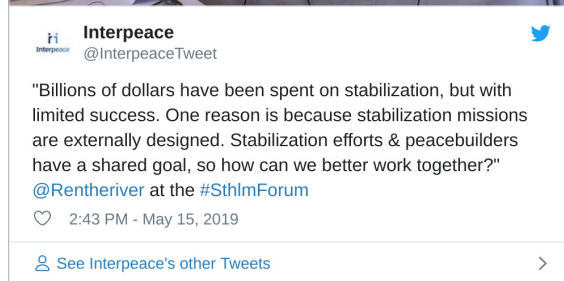 Interpeace
@InterpeaceTweet
Interpeace
"Billions of dollars have been spent on stabilization, but with
limited success. One reason is because stabilization missions
are externally designed. Stabilization efforts & peacebuilders
have a shared goal, so how can we better work together?"
@Rentheriver at the #SthlmForum
2:43 PM - May 15, 2019
See Interpeace's other Tweets